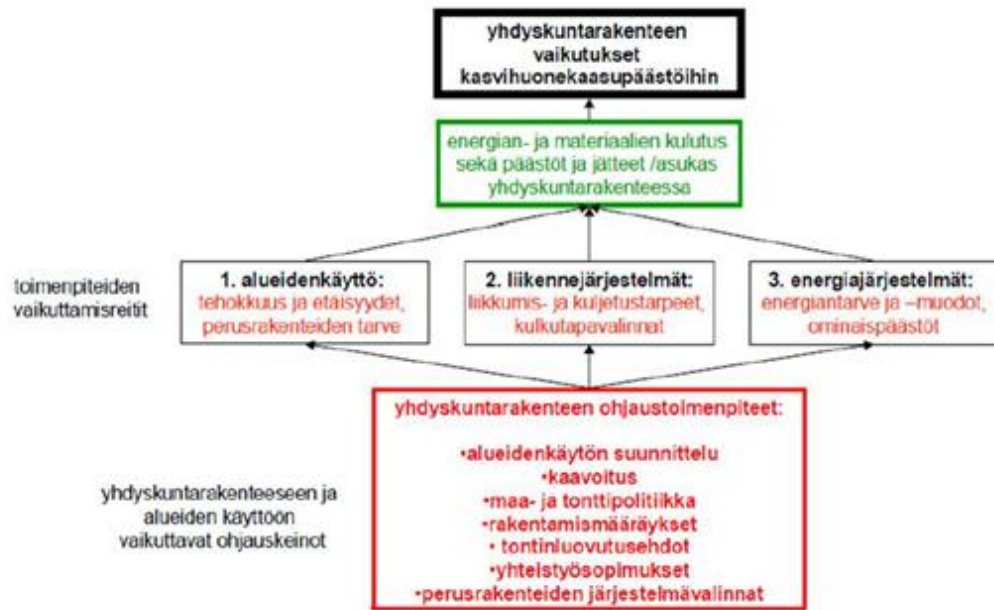 yhdyskuntarakenteen
vaikutukset
kasvihuonekaasupäästöihin
energian- ja materiaalien kulutus
sekä päästöt ja jätteet /asukas
yhdyskuntarakenteessa
toimenpiteiden
vaikuttamisreitit
1. alueidenkäyttö:
tehokkuus ja etäisyydet,
perusrakenteiden tarve
2. liikennejärjestelmät:
liikkumis- ja kuljetustarpeet,
kulkutapavalinnat
3. energiajärjestelmät:
energiantarve ja –muodot,
ominaispäästöt
yhdyskuntarakenteeseen ja
alueiden käyttöön
vaikuttavat ohjauskeinot
yhdyskuntarakenteen ohjaustoimenpiteet:
•alueidenkäytön suunnittelu
•kaavoitus
•maa- ja tonttipolitiikka
•rakentamismääräykset
• tontinluovutusehdot
•yhteistyösopimukset
•perusrakenteiden järjestelmävalinnat